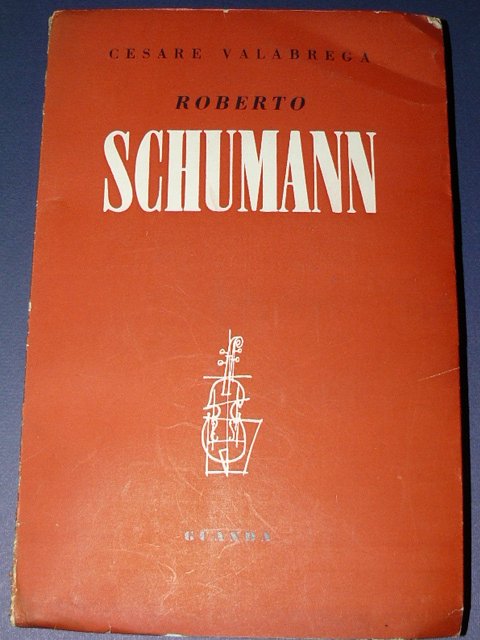 CESARE VALABREGA
ROBERTO
SCHUMANN
GUANDA